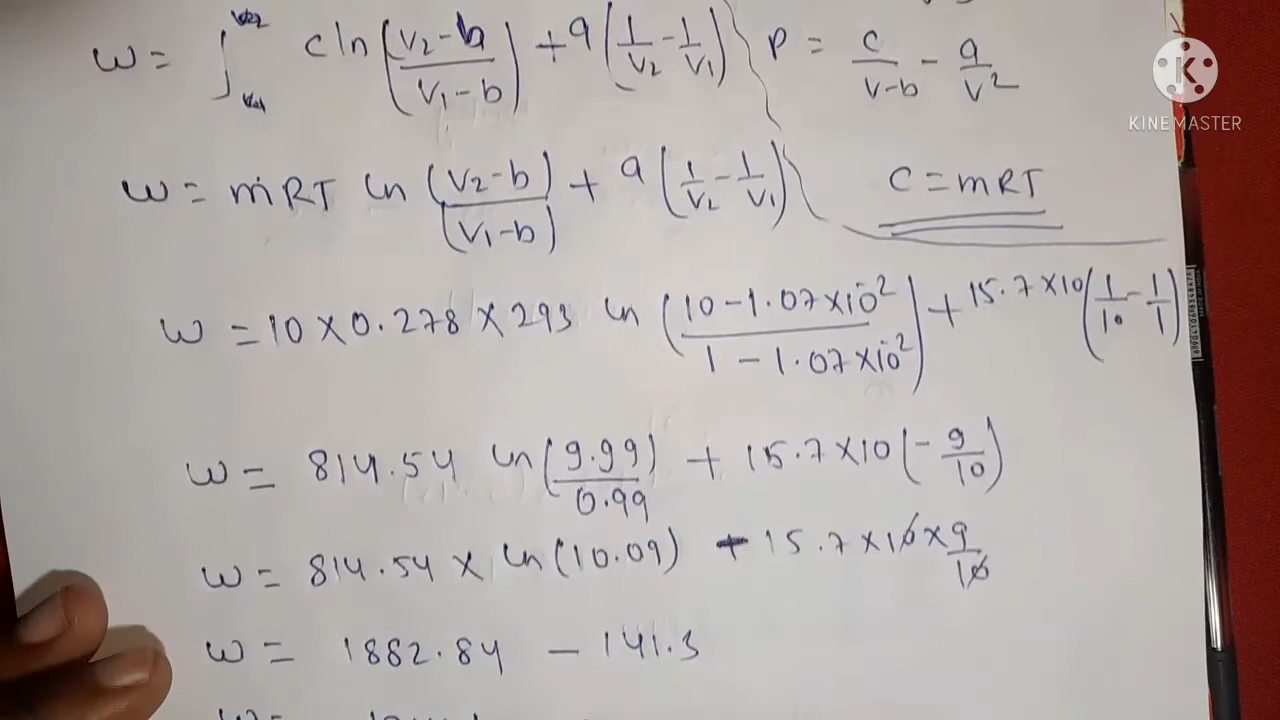 w = ∫ᵥ₁ᵛ² c ln((v2-b)/(v1-b)) + a(1/v2 - 1/v1) } P = c/(v-b) - a/v²
w = mRT ln((v2-b)/(v1-b)) + a(1/v2 - 1/v1) c = mRT
w = 10 × 0.278 × 293 ln((10-1.07×10⁻²)/(1-1.07×10⁻²)) + 15.7×10(1/10 - 1/1)
w = 814.54 ln(9.99/0.99) + 15.7×10(-9/10)
w = 814.54 × ln(10.09) - 15.7×10×9/10
w = 1882.84 - 141.3
w =
KINEMASTER